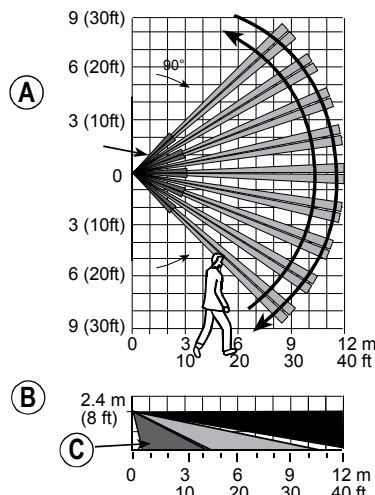 9 (30ft)
90°
6 (20ft)
A
3 (10ft)
0
3 (10ft)
6 (20ft)
9 (30ft)
0 3 6 9 12 m
10 20 30 40 ft
B
2.4 m
(8 ft)
C
0 3 6 9 12 m
10 20 30 40 ft